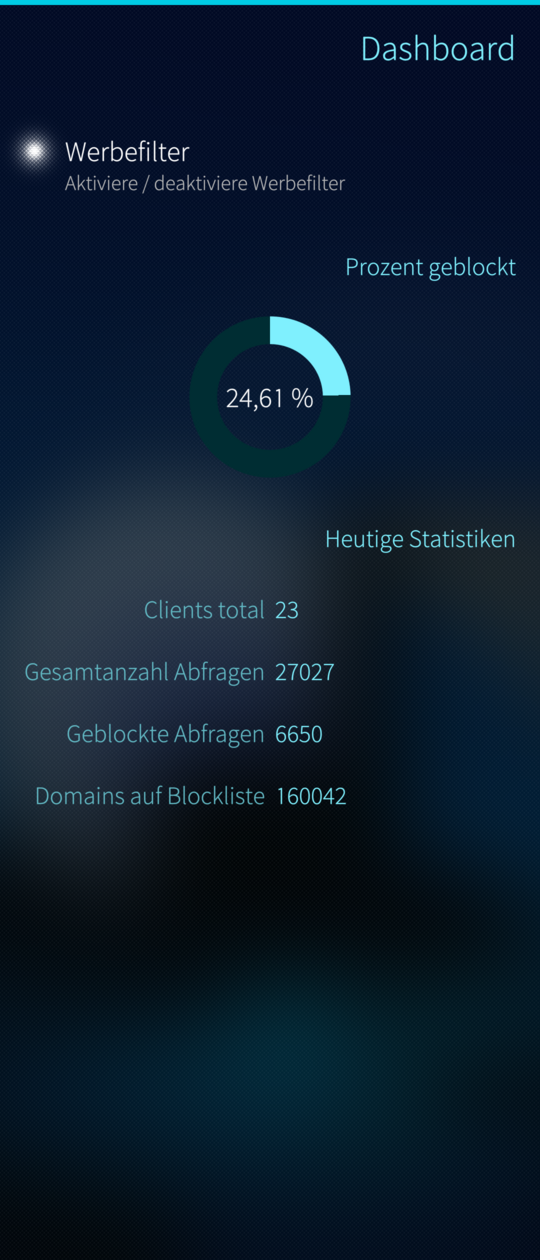 Dashboard
Werbefilter
Aktiviere / deaktiviere Werbefilter
Prozent geblockt
24,61 %
Heutige Statistiken
Clients total 23
Gesamtanzahl Abfragen 27027
Geblockte Abfragen 6650
Domains auf Blockliste 160042